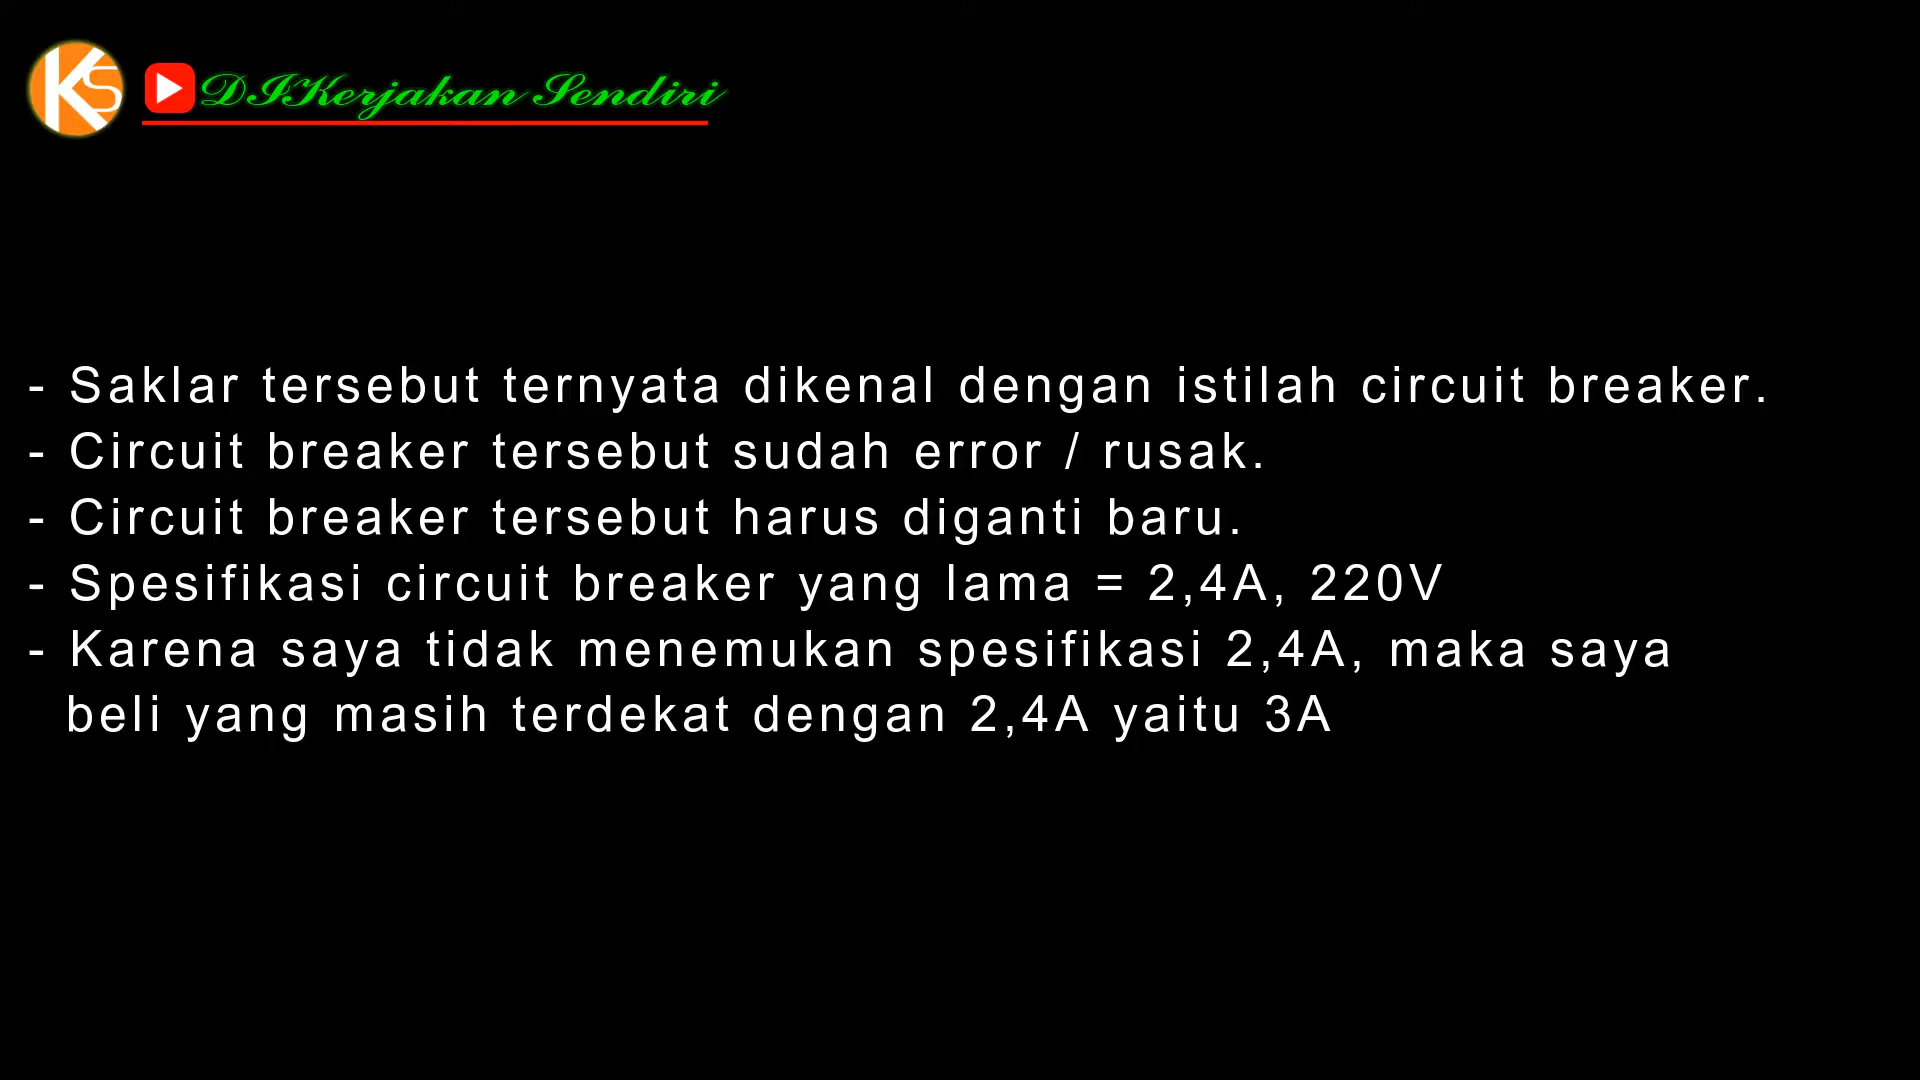 KS DIKerjakan Sendiri
- Saklar tersebut ternyata dikenal dengan istilah circuit breaker.
- Circuit breaker tersebut sudah error / rusak.
- Circuit breaker tersebut harus diganti baru.
- Spesifikasi circuit breaker yang lama = 2,4A, 220V
- Karena saya tidak menemukan spesifikasi 2,4A, maka saya
beli yang masih terdekat dengan 2,4A yaitu 3A